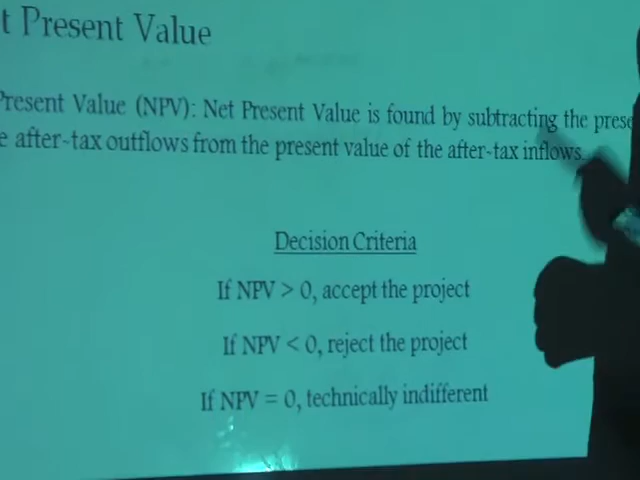 t Present Value
Present Value (NPV): Net Present Value is found by subtracting the prese
e after-tax outflows from the present value of the after-tax inflows.
Decision Criteria
If NPV > 0, accept the project
If NPV < 0, reject the project
If NPV = 0, technically indifferent